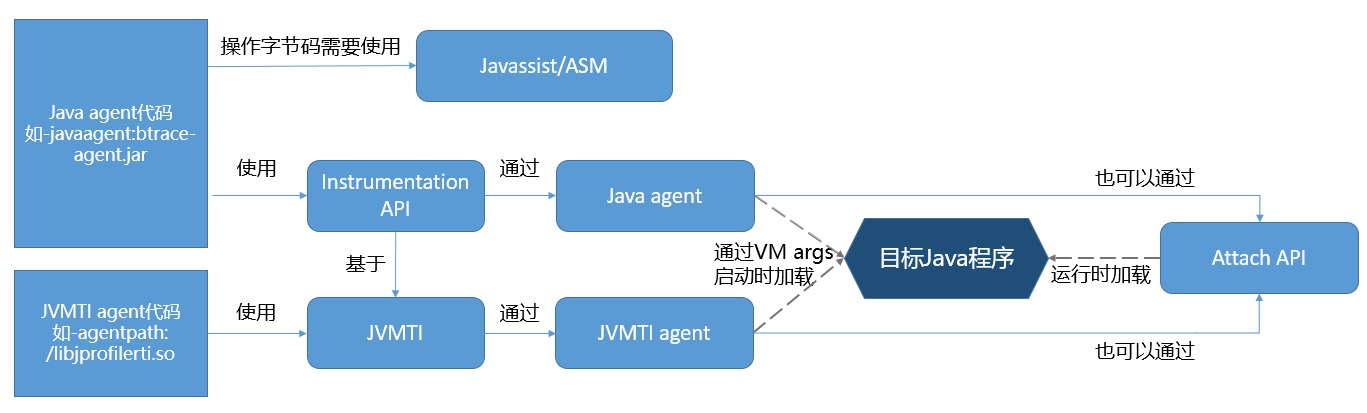 操作字节码需要使用
Javassist/ASM
Java agent代码
如-javaagent:btrace-
agent.jar
使用
Instrumentation
API
通过
Java agent
也可以通过
基于
通过VM args
启动时加载
目标Java程序
运行时加载
Attach API
JVMTI agent代码
如-agentpath:
/libjprofilerti.so
使用
JVMTI
通过
JVMTI agent
也可以通过